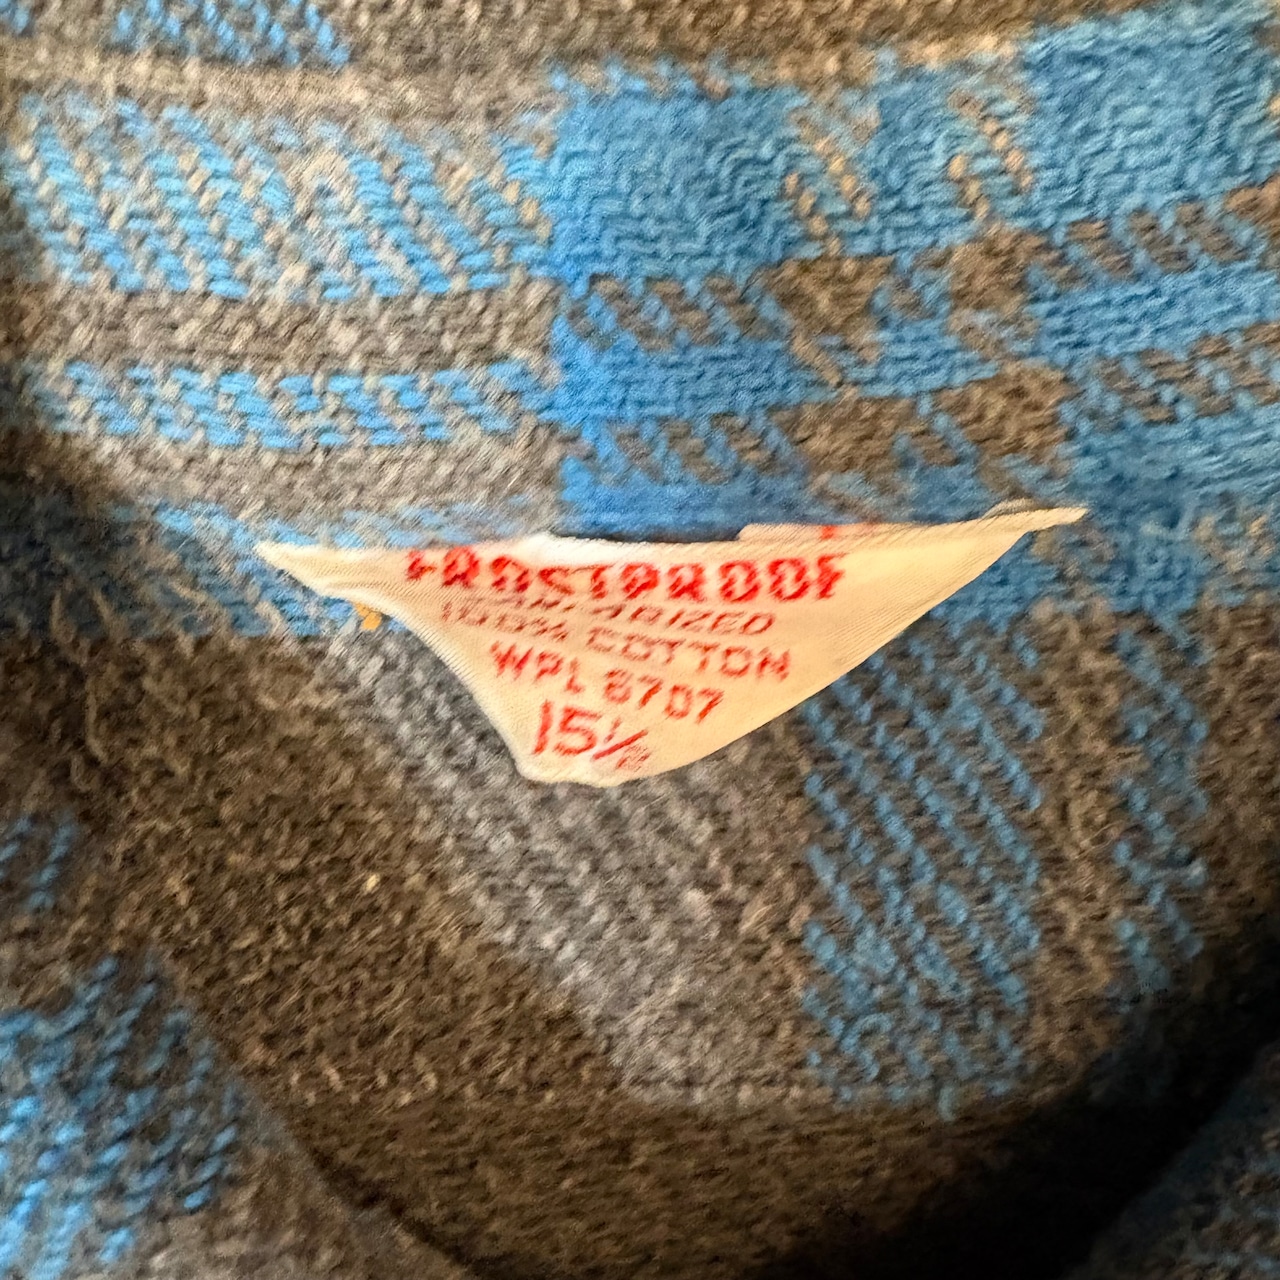 FROSTPROOF
SANFORIZED
100% COTTON
WPL 8707
15½